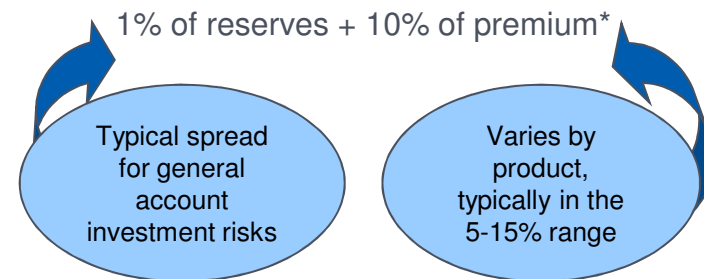 1% of reserves + 10% of premium*
Typical spread
for general
account
investment risks
Varies by
product,
typically in the
5-15% range